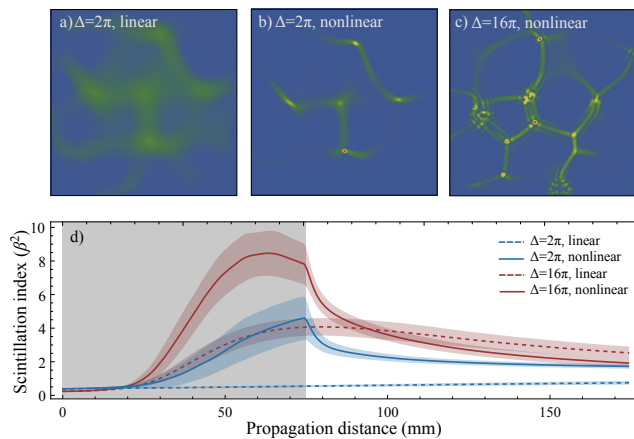 a) Δ=2π, linear
b) Δ=2π, nonlinear
c) Δ=16π, nonlinear
d)
Scintillation index (β²)
10
8
6
4
2
0
Δ=2π, linear
Δ=2π, nonlinear
Δ=16π, linear
Δ=16π, nonlinear
0
50
100
150
Propagation distance (mm)